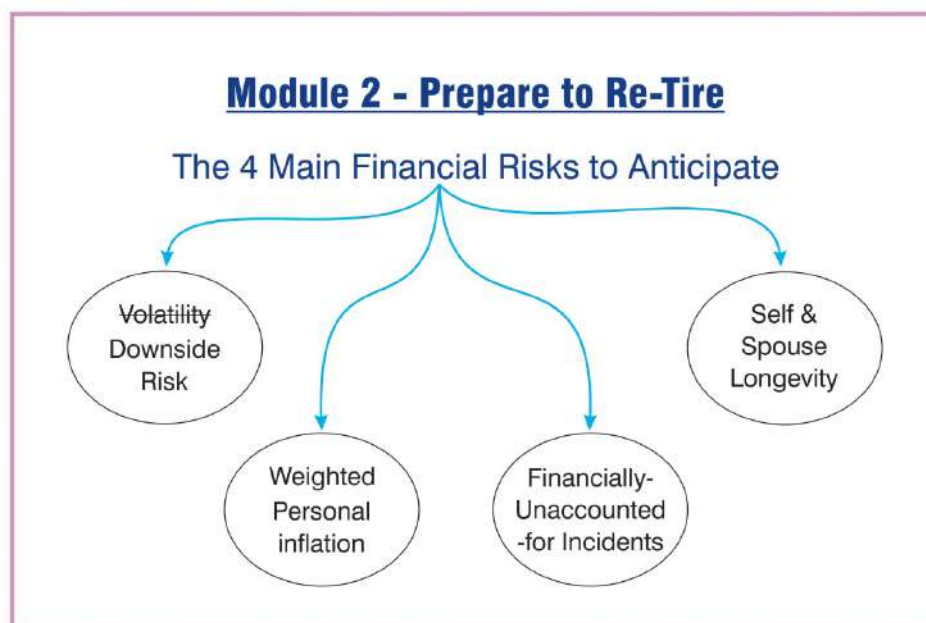 Module 2 - Prepare to Re-Tire
The 4 Main Financial Risks to Anticipate
Volatility
Downside
Risk
Weighted
Personal
inflation
Financially-
Unaccounted
-for Incidents
Self &
Spouse
Longevity